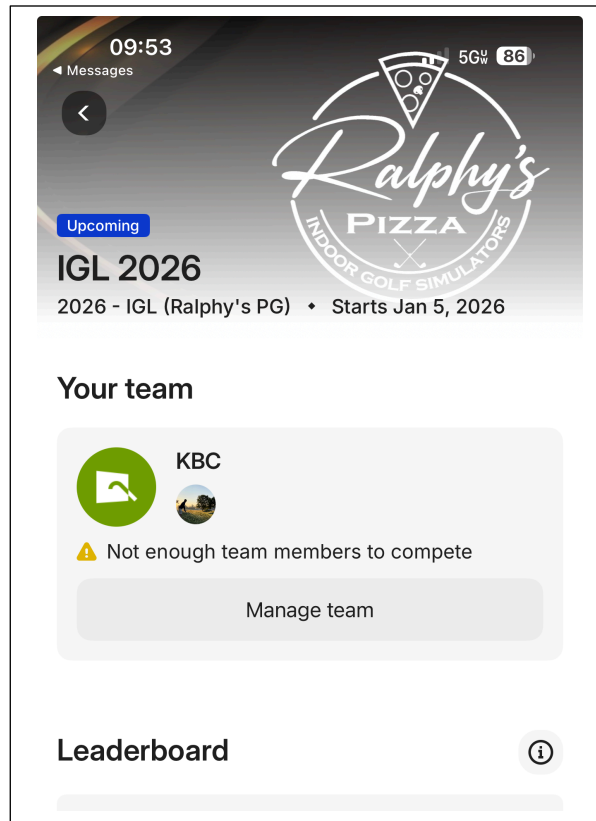 09:53
5G UW 86
◀ Messages
Ralphy's
PIZZA
INDOOR GOLF SIMULATORS
Upcoming
IGL 2026
2026 - IGL (Ralphy's PG) ◆ Starts Jan 5, 2026
Your team
KBC
Not enough team members to compete
Manage team
Leaderboard